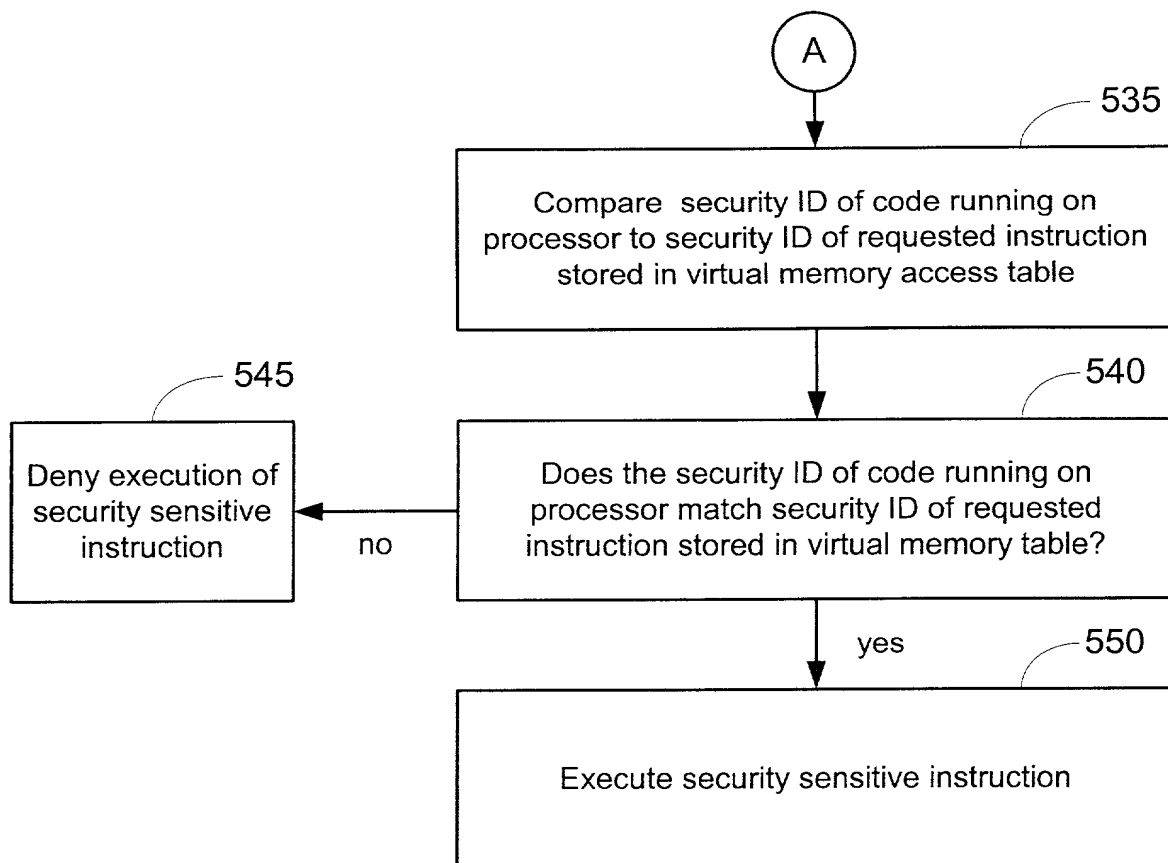 A
535
Compare security ID of code running on
processor to security ID of requested instruction
stored in virtual memory access table
545
540
Deny execution of
security sensitive
instruction
no
Does the security ID of code running on
processor match security ID of requested
instruction stored in virtual memory table?
yes
550
Execute security sensitive instruction